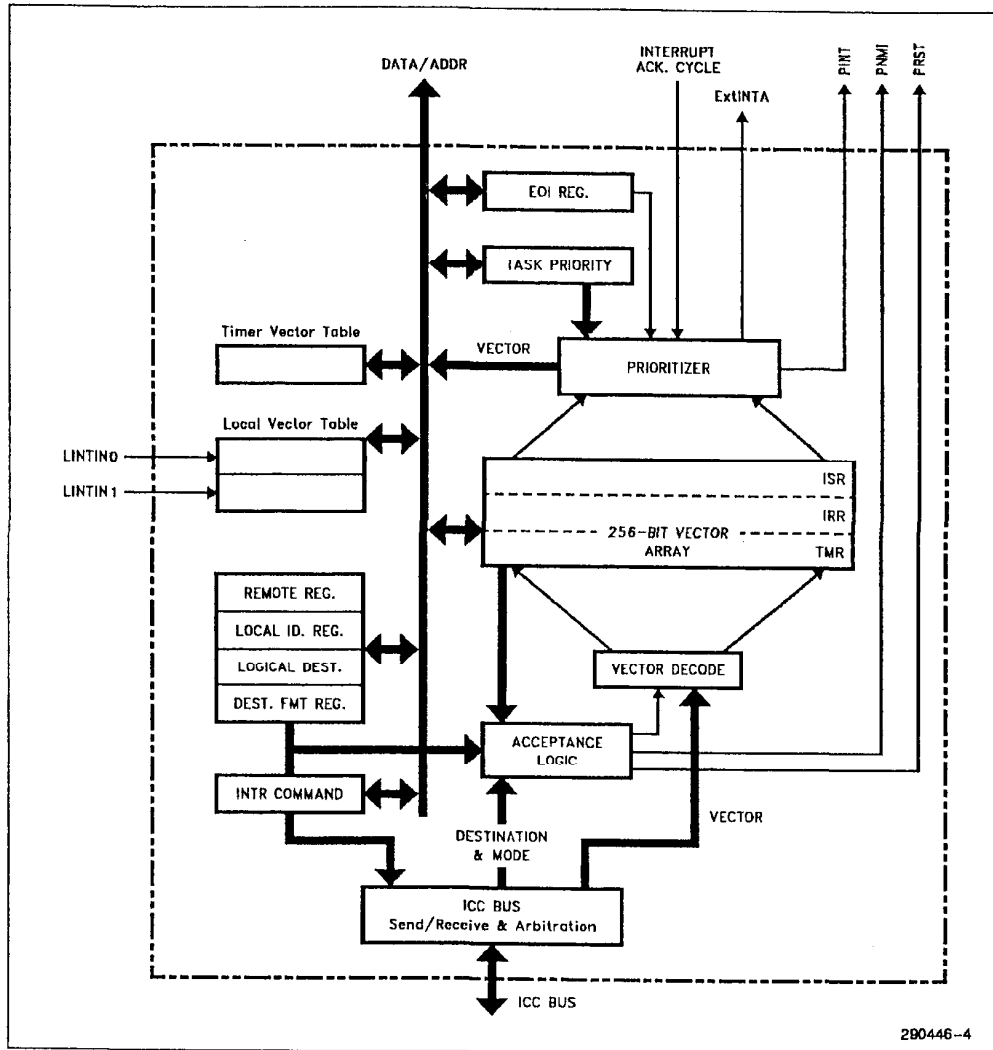 DATA/ADDR
INTERRUPT
ACK. CYCLE
ExtINTA
PINT
PNMI
PRST
EOI REG.
TASK PRIORITY
Timer Vector Table
VECTOR
PRIORITIZER
Local Vector Table
LINTIN0
LINTIN1
ISR
IRR
256-BIT VECTOR
ARRAY
TMR
REMOTE REG.
LOCAL ID. REG.
LOGICAL DEST.
DEST. FMT REG.
VECTOR DECODE
ACCEPTANCE
LOGIC
INTR COMMAND
DESTINATION
& MODE
VECTOR
ICC BUS
Send/Receive & Arbitration
ICC BUS
290446-4